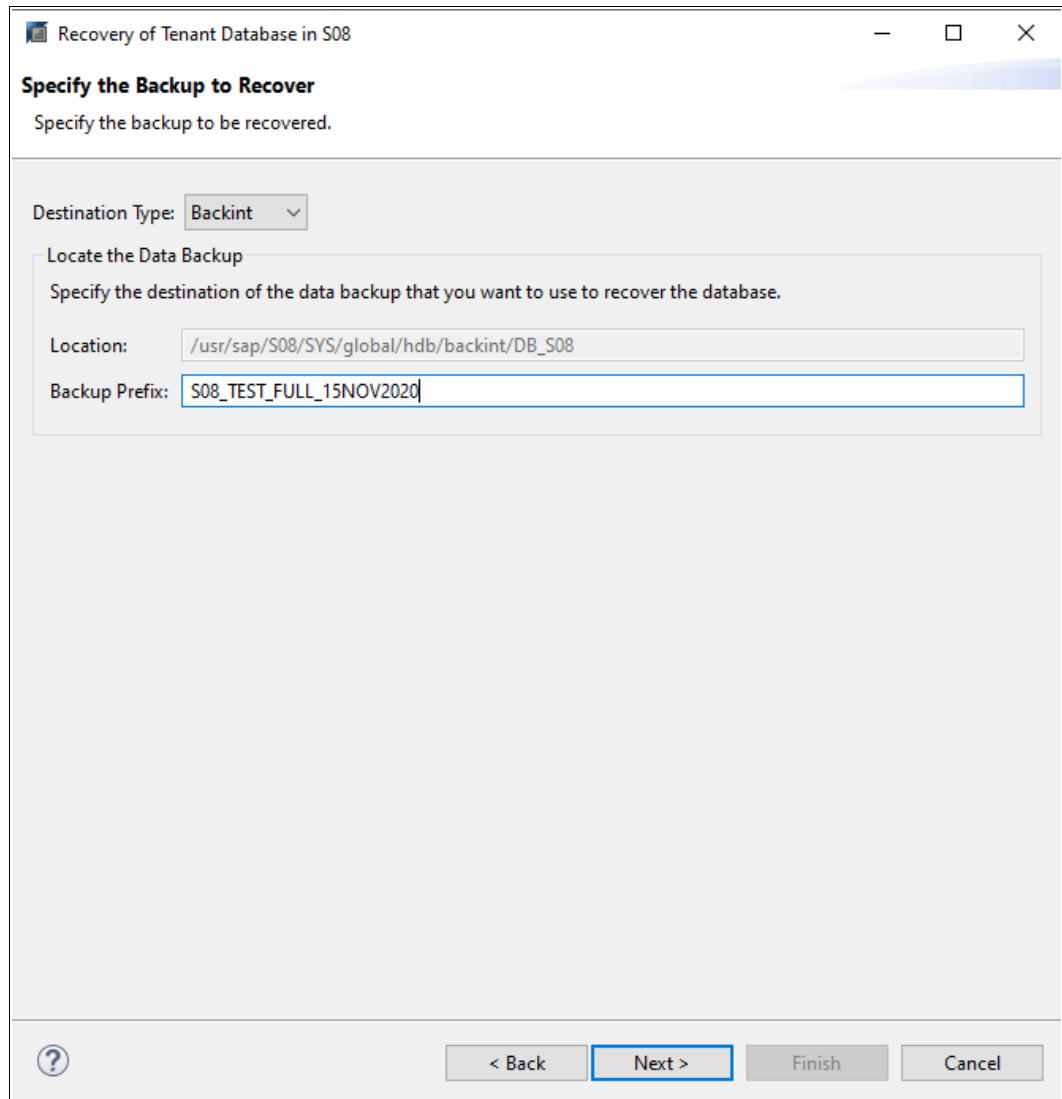 Recovery of Tenant Database in S08
Specify the Backup to Recover
Specify the backup to be recovered.
Destination Type: Backint
Locate the Data Backup
Specify the destination of the data backup that you want to use to recover the database.
Location: /usr/sap/S08/SYS/global/hdb/backint/DB_S08
Backup Prefix: S08_TEST_FULL_15NOV2020
? < Back Next > Finish Cancel